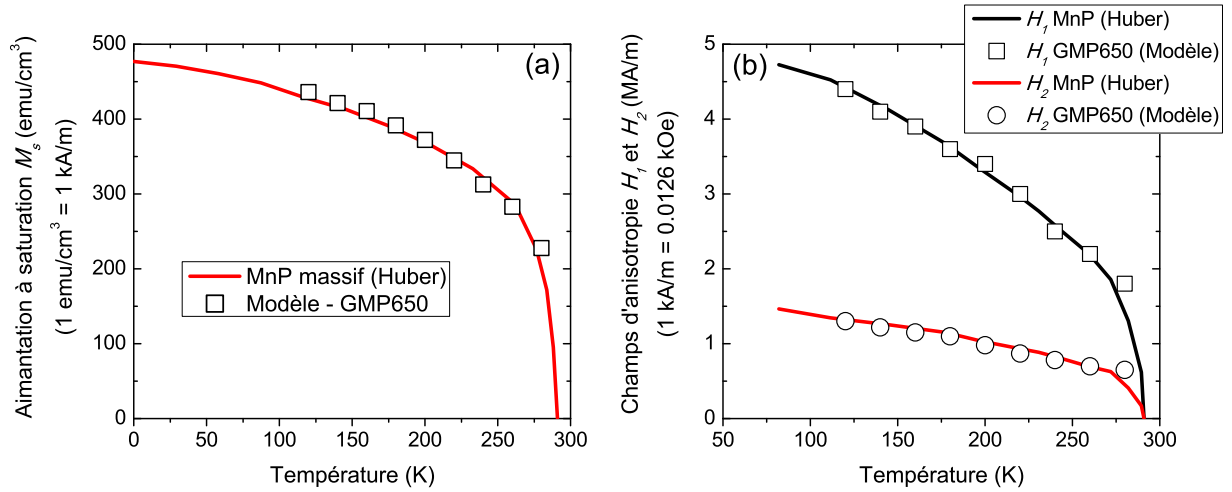 (a)
Aimantation à saturation Ms (emu/cm³)
(1 emu/cm³ = 1 kA/m)
500
400
300
200
100
0
MnP massif (Huber)
Modèle - GMP650
0 50 100 150 200 250 300
Température (K)
H1 MnP (Huber)
H1 GMP650 (Modèle)
H2 MnP (Huber)
H2 GMP650 (Modèle)
(b)
Champs d'anisotropie H1 et H2 (MA/m)
(1 kA/m = 0.0126 kOe)
5
4
3
2
1
0
50 100 150 200 250 300
Température (K)